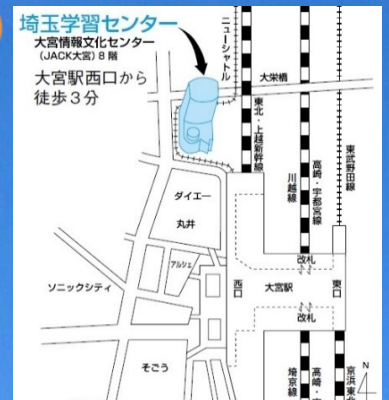 埼玉学習センター
大宮情報文化センター
(JACK大宮) 8階
大宮駅西口から
徒歩3分
ニューシャトル
大栄橋
東北・上越新幹線
川越線
高崎・宇都宮線
東武野田線
ダイエー
丸井
アルシェ
ソニックシティ
そごう
改札
西口
大宮駅
東口
改札
埼京線
高崎・
京浜東北
N